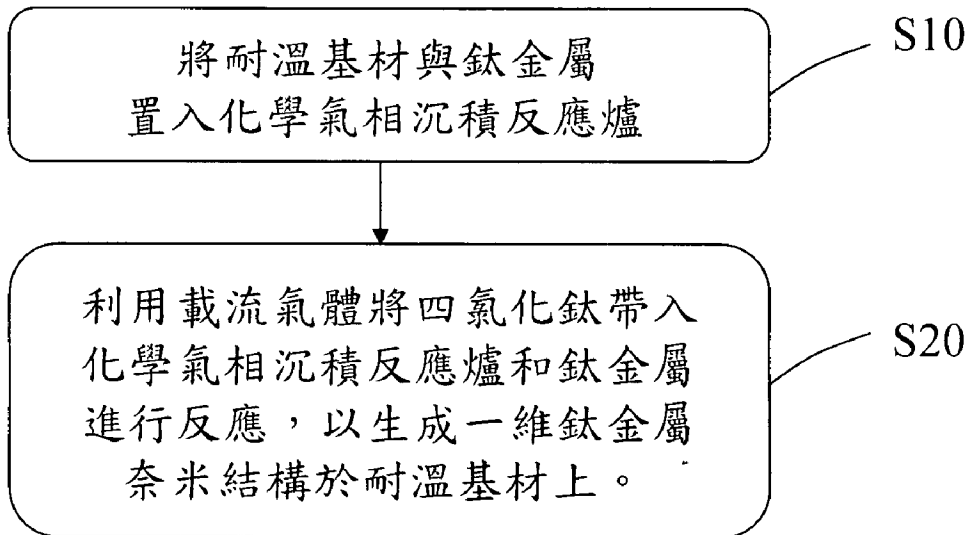 將耐溫基材與鈦金屬
置入化學氣相沉積反應爐
S10
利用載流氣體將四氯化鈦帶入
化學氣相沉積反應爐和鈦金屬
進行反應，以生成一維鈦金屬
奈米結構於耐溫基材上。
S20